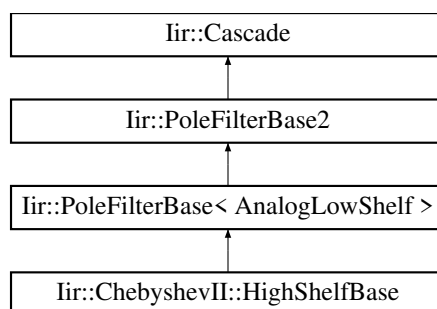 Iir::Cascade
Iir::PoleFilterBase2
Iir::PoleFilterBase< AnalogLowShelf >
Iir::ChebyshevII::HighShelfBase